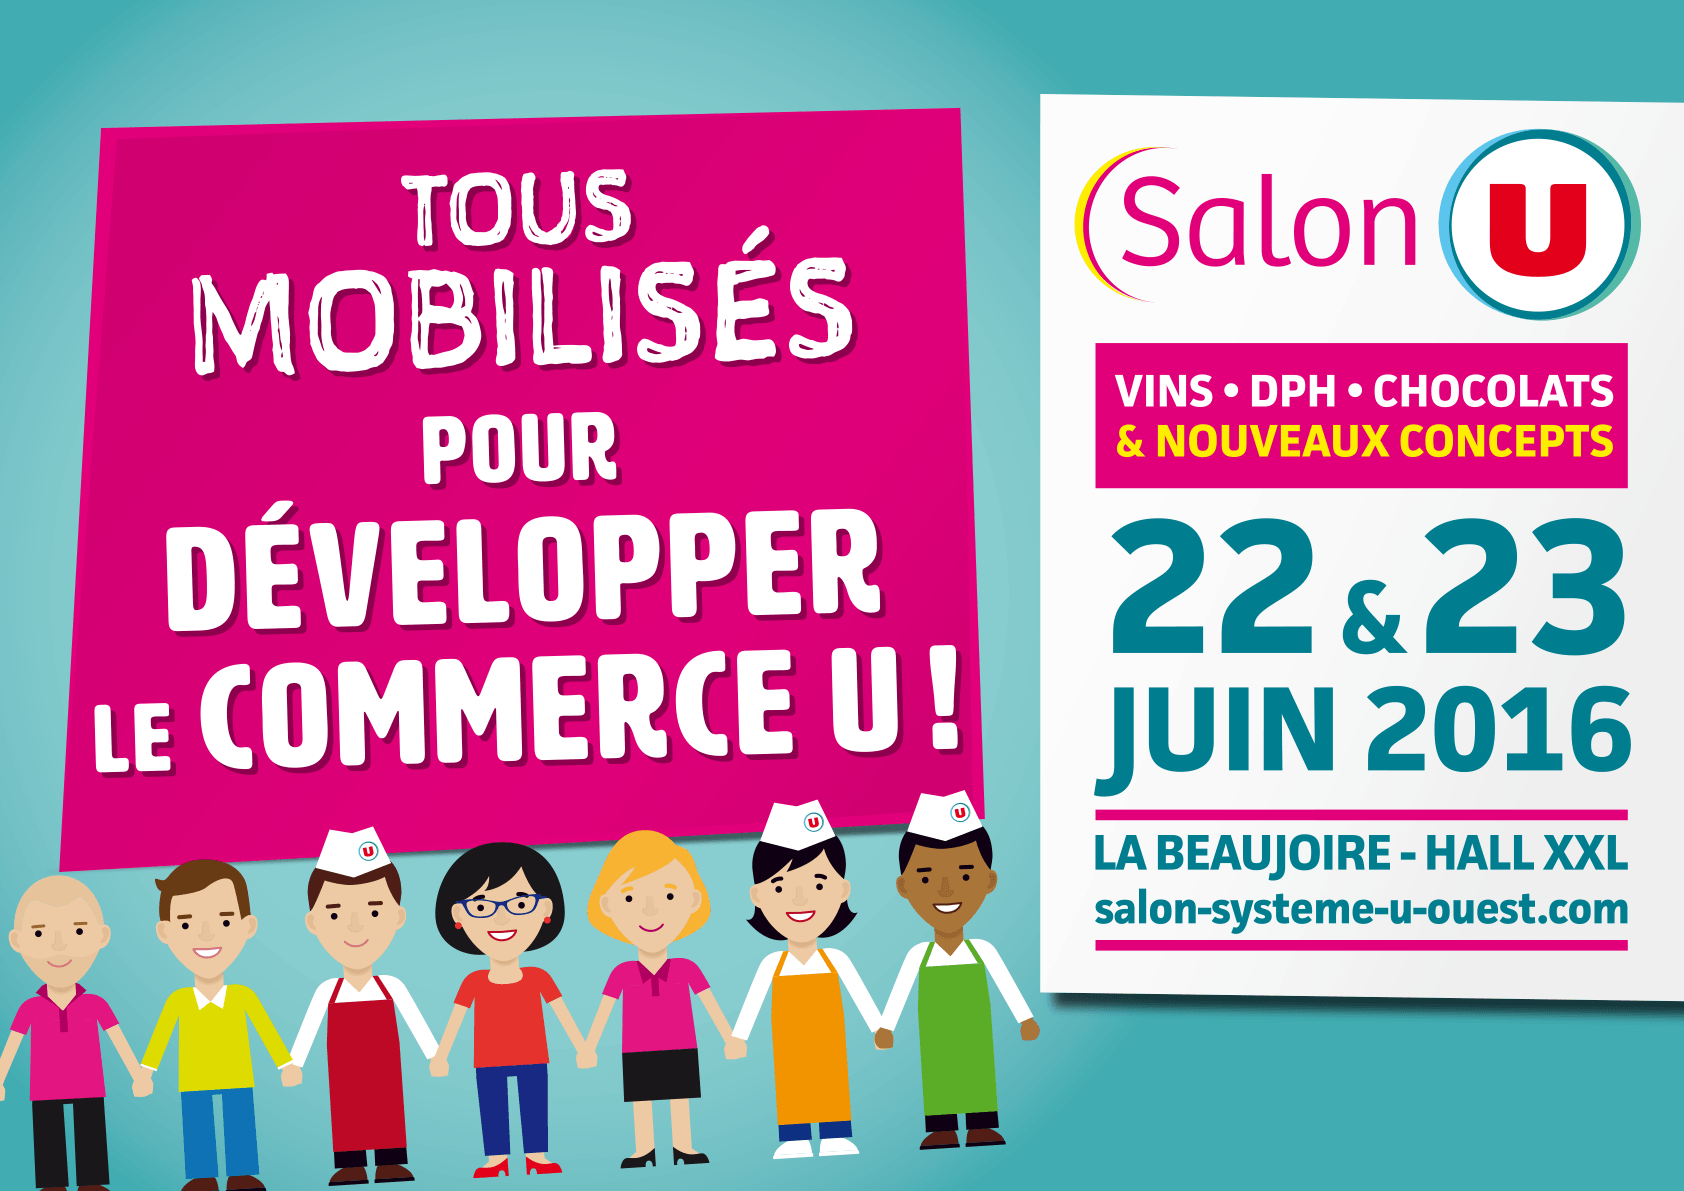 TOUS
MOBILISÉS
POUR
DÉVELOPPER
LE COMMERCE U !
Salon U
VINS • DPH • CHOCOLATS
& NOUVEAUX CONCEPTS
22 & 23
JUIN 2016
LA BEAUJOIRE - HALL XXL
salon-systeme-u-ouest.com
U
U
U